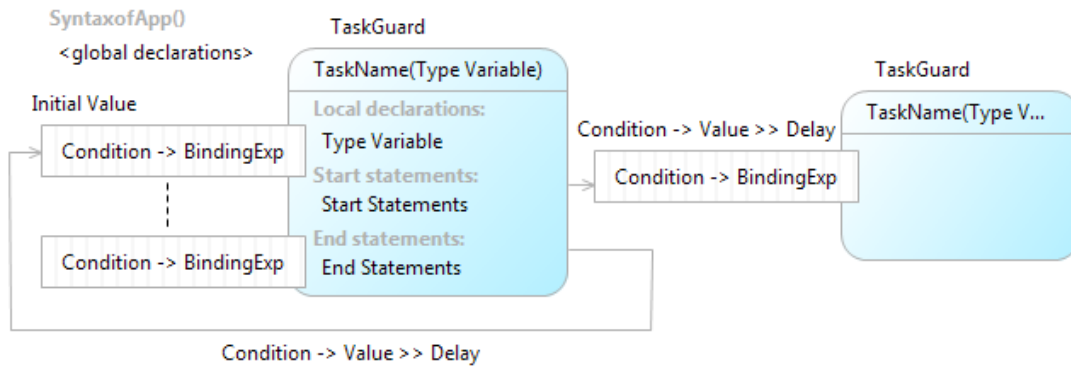 SyntaxofApp()
<global declarations>
TaskGuard
TaskName(Type Variable)
Local declarations:
Type Variable
Start statements:
Start Statements
End statements:
End Statements
Initial Value
Condition -> BindingExp
Condition -> BindingExp
Condition -> Value >> Delay
Condition -> BindingExp
TaskGuard
TaskName(Type V...
Condition -> Value >> Delay